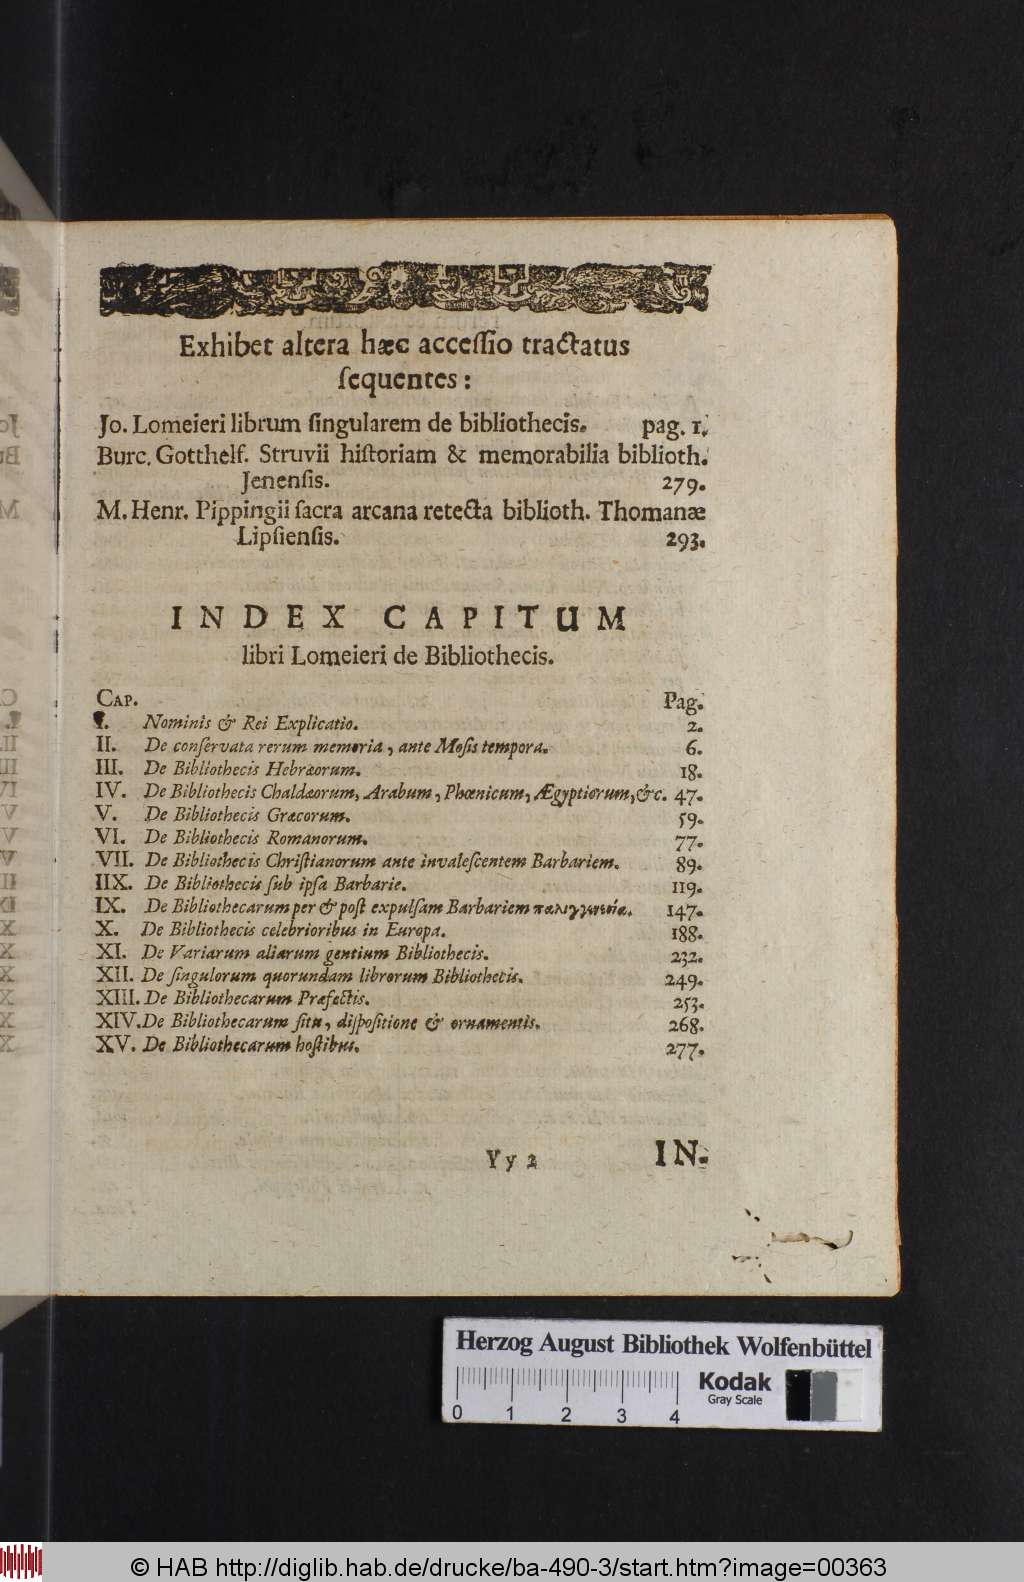 Exhibet altera hæc accessio tractatus
sequentes:
Jo. Lomeieri librum singularem de bibliothecis. pag. 1.
Burc. Gotthelf. Struvii historiam & memorabilia biblioth.
Jenensis. 279.
M. Henr. Pippingii sacra arcana retecta biblioth. Thomanæ
Lipsiensis. 293.
INDEX CAPITUM
libri Lomeieri de Bibliothecis.
CAP. Pag.
I. Nominis & Rei Explicatio. 2.
II. De conservata rerum memoria, ante Mosis tempora. 6.
III. De Bibliothecis Hebræorum. 18.
IV. De Bibliothecis Chaldæorum, Arabum, Phœnicum, Ægyptiorum, &c. 47.
V. De Bibliothecis Græcorum. 59.
VI. De Bibliothecis Romanorum. 77.
VII. De Bibliothecis Christianorum ante invalescentem Barbariem. 89.
IIX. De Bibliothecis sub ipsa Barbarie. 119.
IX. De Bibliothecarum per & post expulsam Barbariem 147.
X. De Bibliothecis celebrioribus in Europa. 188.
XI. De Variarum aliarum gentium Bibliothecis. 232.
XII. De singulorum quorundam librorum Bibliothecis. 249.
XIII. De Bibliothecarum Præfectis. 253.
XIV. De Bibliothecarum situ, dispositione & ornamentis. 268.
XV. De Bibliothecarum hostibus. 277.
Yy 2 IN-
Herzog August Bibliothek Wolfenbüttel
Kodak
Gray Scale
0 1 2 3 4
© HAB http://diglib.hab.de/drucke/ba-490-3/start.htm?image=00363